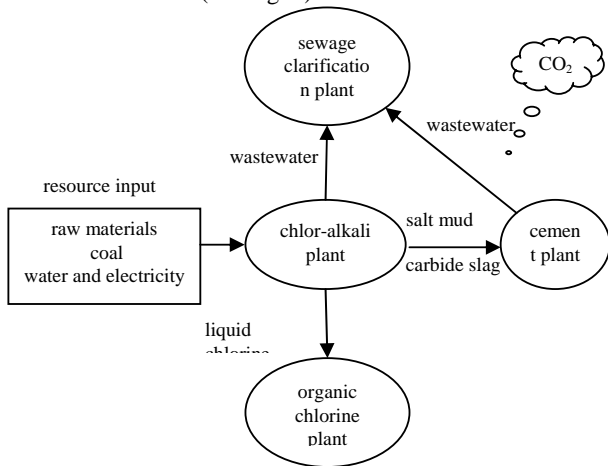 sewage
clarificatio
n plant
CO₂
wastewater
wastewater
resource input
raw materials
coal
water and electricity
chlor-alkali
plant
salt mud
carbide slag
cemen
t plant
liquid
chlorine
organic
chlorine
plant